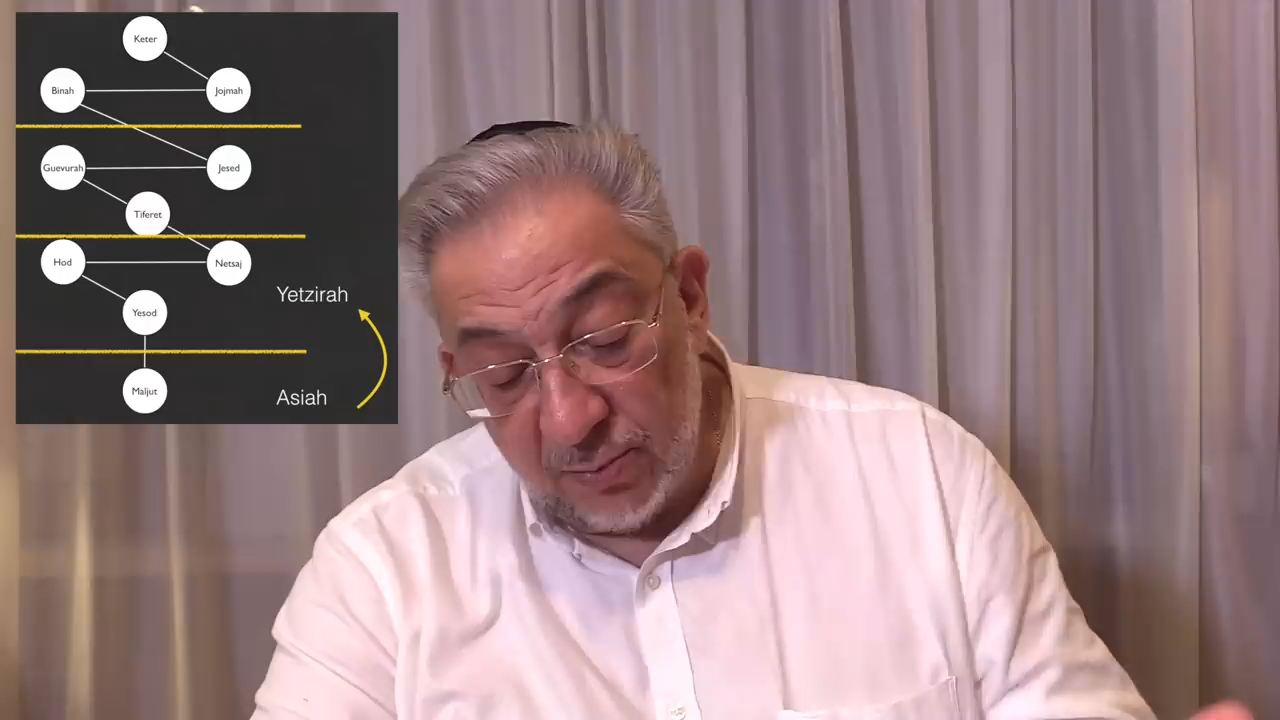 Keter
Binah
Jojmah
Guevurah
Jesed
Tiferet
Hod
Netsaj
Yesod
Yetzirah
Maljut
Asiah